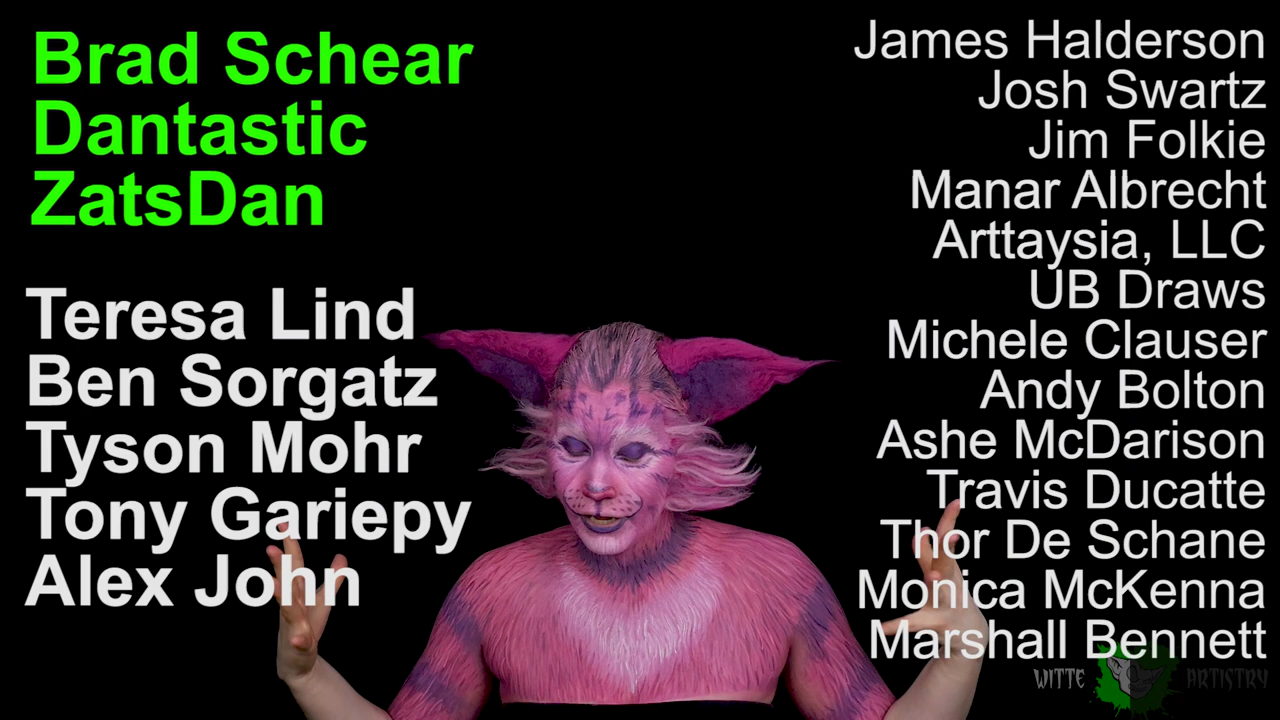 Brad Schear
Dantastic
ZatsDan
Teresa Lind
Ben Sorgatz
Tyson Mohr
Tony Gariepy
Alex John
James Halderson
Josh Swartz
Jim Folkie
Manar Albrecht
Arttaysia, LLC
UB Draws
Michele Clauser
Andy Bolton
Ashe McDarison
Travis Ducatte
Thor De Schane
Monica McKenna
Marshall Bennett
WITTE ARTISTRY